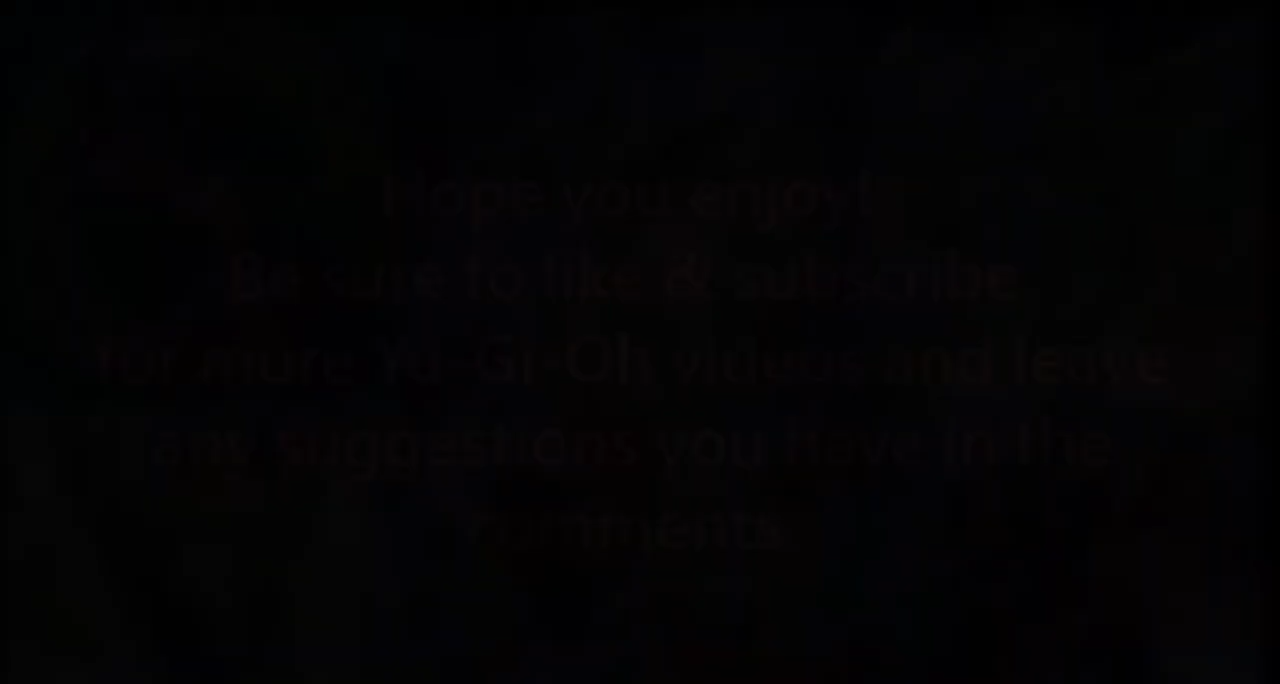 Hope you enjoy!
Be sure to like & subscribe
for more Yu-Gi-Oh videos and leave
any suggestions you have in the
comments